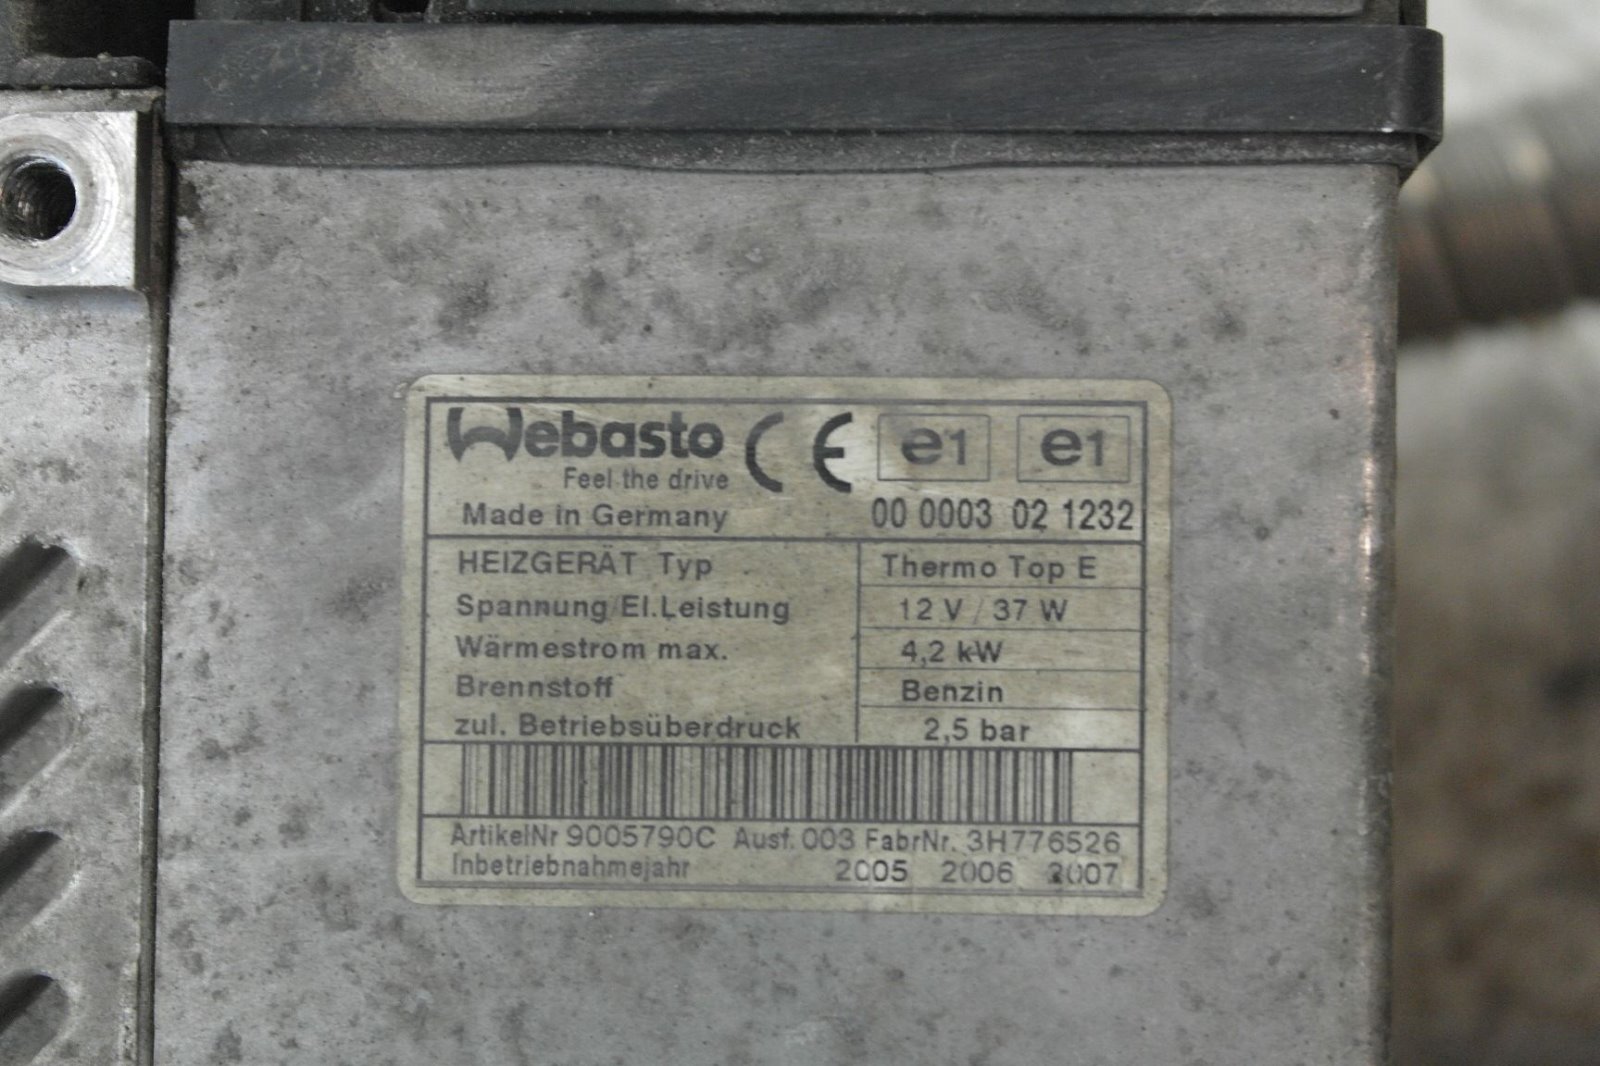 Webasto CE e1 e1
Feel the drive
Made in Germany 00 0003 02 1232
HEIZGERÄT Typ Thermo Top E
Spannung/El.Leistung 12 V / 37 W
Wärmestrom max. 4,2 kW
Brennstoff Benzin
zul. Betriebsüberdruck 2,5 bar
ArtikelNr 9005790C Ausf. 003 FabrNr. 3H776526
Inbetriebnahmejahr 2005 2006 2007